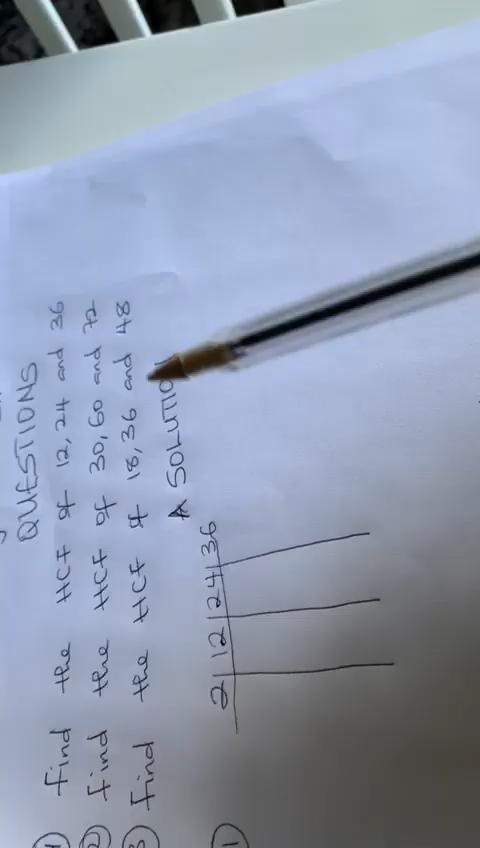 QUESTIONS
1) Find the HCF of 12, 24 and 36
2) Find the HCF of 30, 60 and 72
3) Find the HCF of 18, 36 and 48
A SOLUTION
1) 2 | 12 | 24 | 36